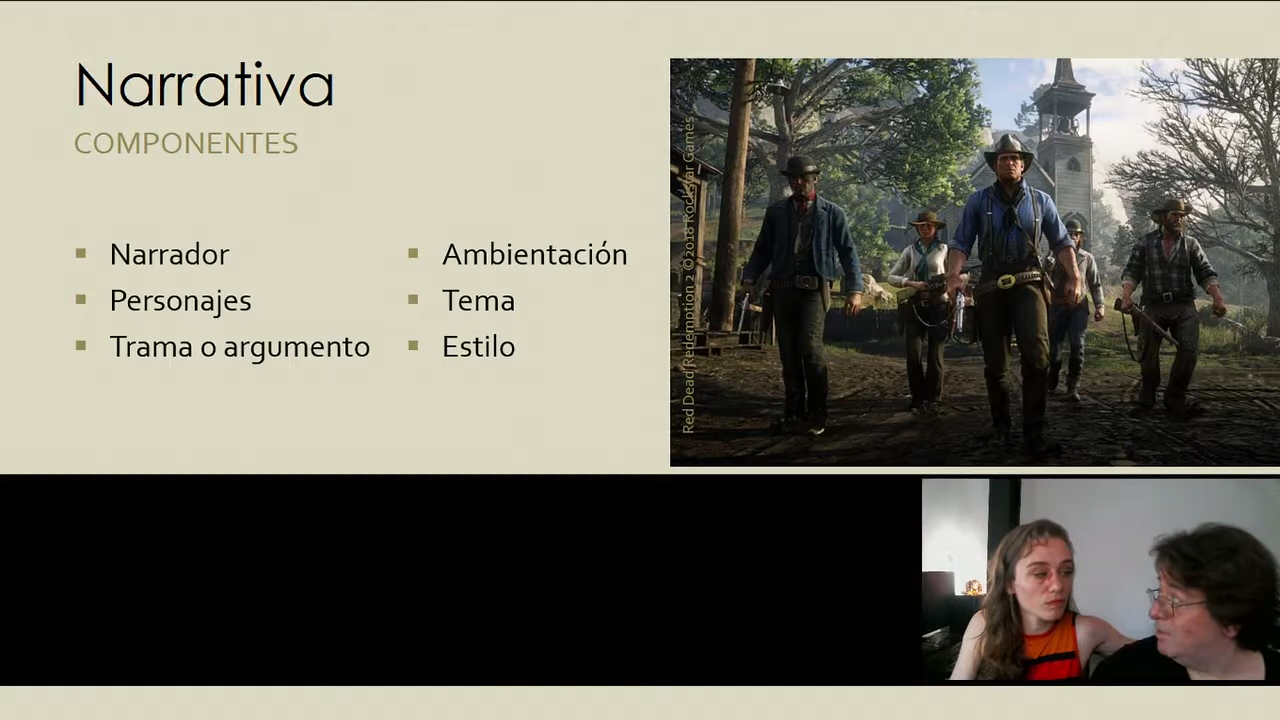 Narrativa
COMPONENTES
Narrador
Personajes
Trama o argumento
Ambientación
Tema
Estilo
Red Dead Redemption 2 ©2018 Rockstar Games